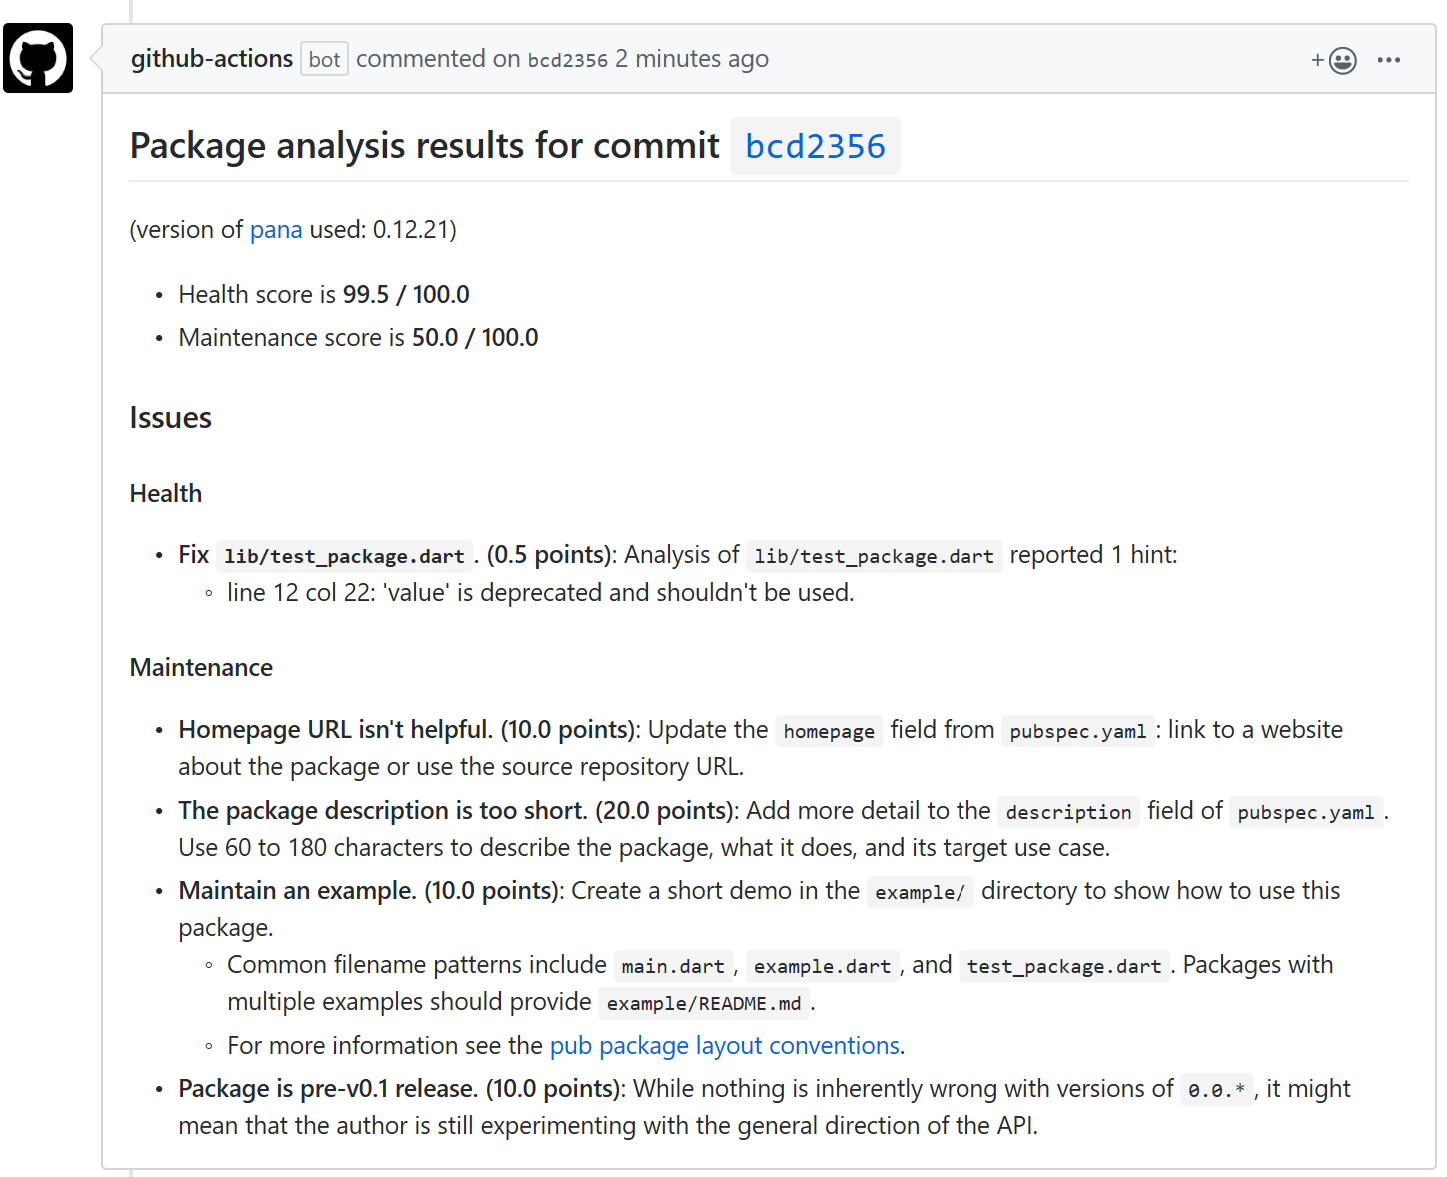 github-actions bot commented on bcd2356 2 minutes ago
Package analysis results for commit bcd2356
(version of pana used: 0.12.21)
• Health score is 99.5 / 100.0
• Maintenance score is 50.0 / 100.0
Issues
Health
• Fix lib/test_package.dart. (0.5 points): Analysis of lib/test_package.dart reported 1 hint:
◦ line 12 col 22: 'value' is deprecated and shouldn't be used.
Maintenance
• Homepage URL isn't helpful. (10.0 points): Update the homepage field from pubspec.yaml: link to a website
about the package or use the source repository URL.
• The package description is too short. (20.0 points): Add more detail to the description field of pubspec.yaml.
Use 60 to 180 characters to describe the package, what it does, and its target use case.
• Maintain an example. (10.0 points): Create a short demo in the example/ directory to show how to use this
package.
◦ Common filename patterns include main.dart, example.dart, and test_package.dart. Packages with
multiple examples should provide example/README.md.
◦ For more information see the pub package layout conventions.
• Package is pre-v0.1 release. (10.0 points): While nothing is inherently wrong with versions of 0.0.*, it might
mean that the author is still experimenting with the general direction of the API.